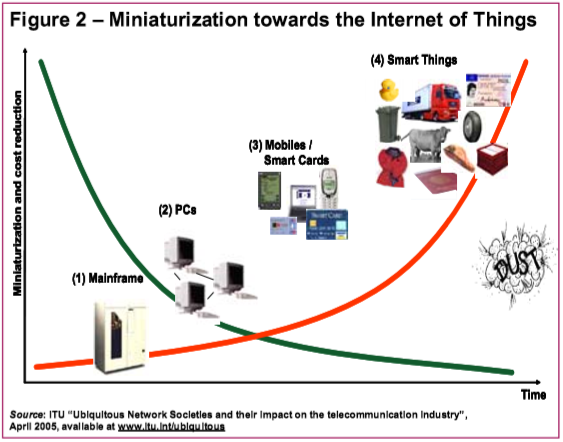 Figure 2 – Miniaturization towards the Internet of Things
Miniaturization and cost reduction
(4) Smart Things
(3) Mobiles /
Smart Cards
(2) PCs
Smart Card
(1) Mainframe
DUST
Time
Source: ITU "Ubiquitous Network Societies and their impact on the telecommunication industry",
April 2005, available at www.itu.int/ubiquitous